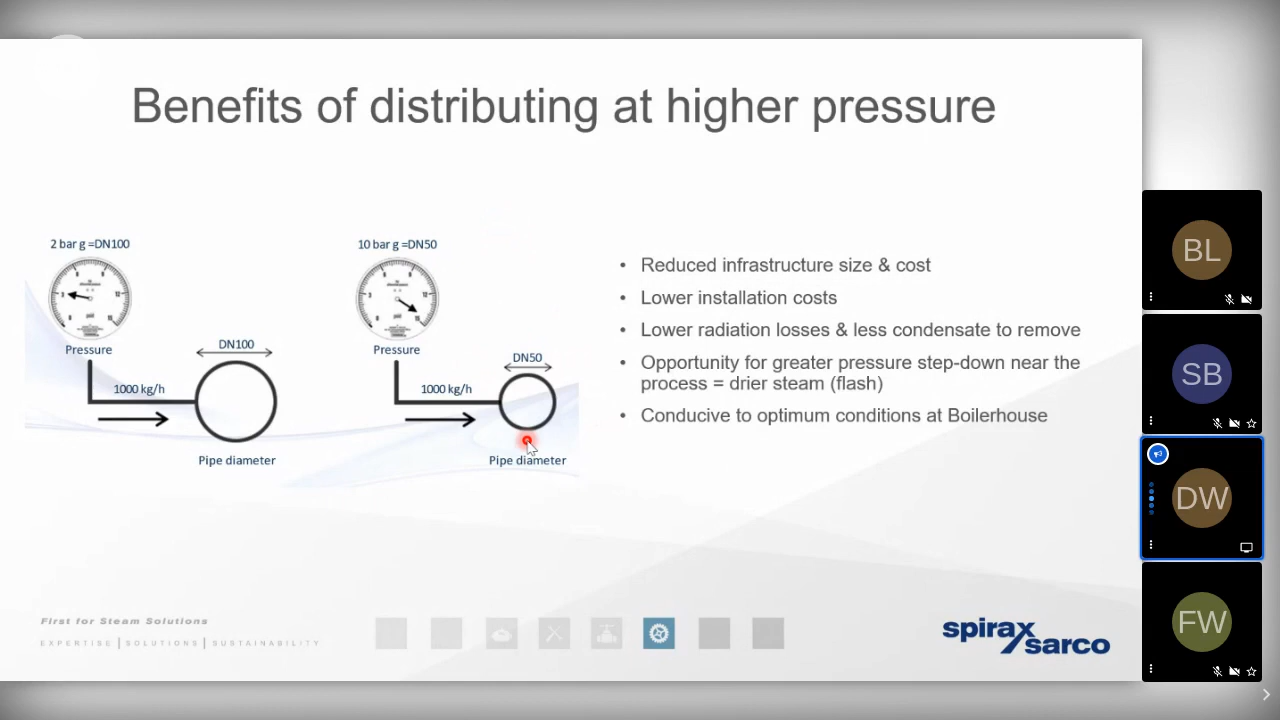 Benefits of distributing at higher pressure
2 bar g =DN100
Pressure
1000 kg/h
DN100
Pipe diameter
10 bar g =DN50
Pressure
1000 kg/h
DN50
Pipe diameter
• Reduced infrastructure size & cost
• Lower installation costs
• Lower radiation losses & less condensate to remove
• Opportunity for greater pressure step-down near the
process = drier steam (flash)
• Conducive to optimum conditions at Boilerhouse
First for Steam Solutions
EXPERTISE | SOLUTIONS | SUSTAINABILITY
spirax
sarco
BL
SB
DW
FW